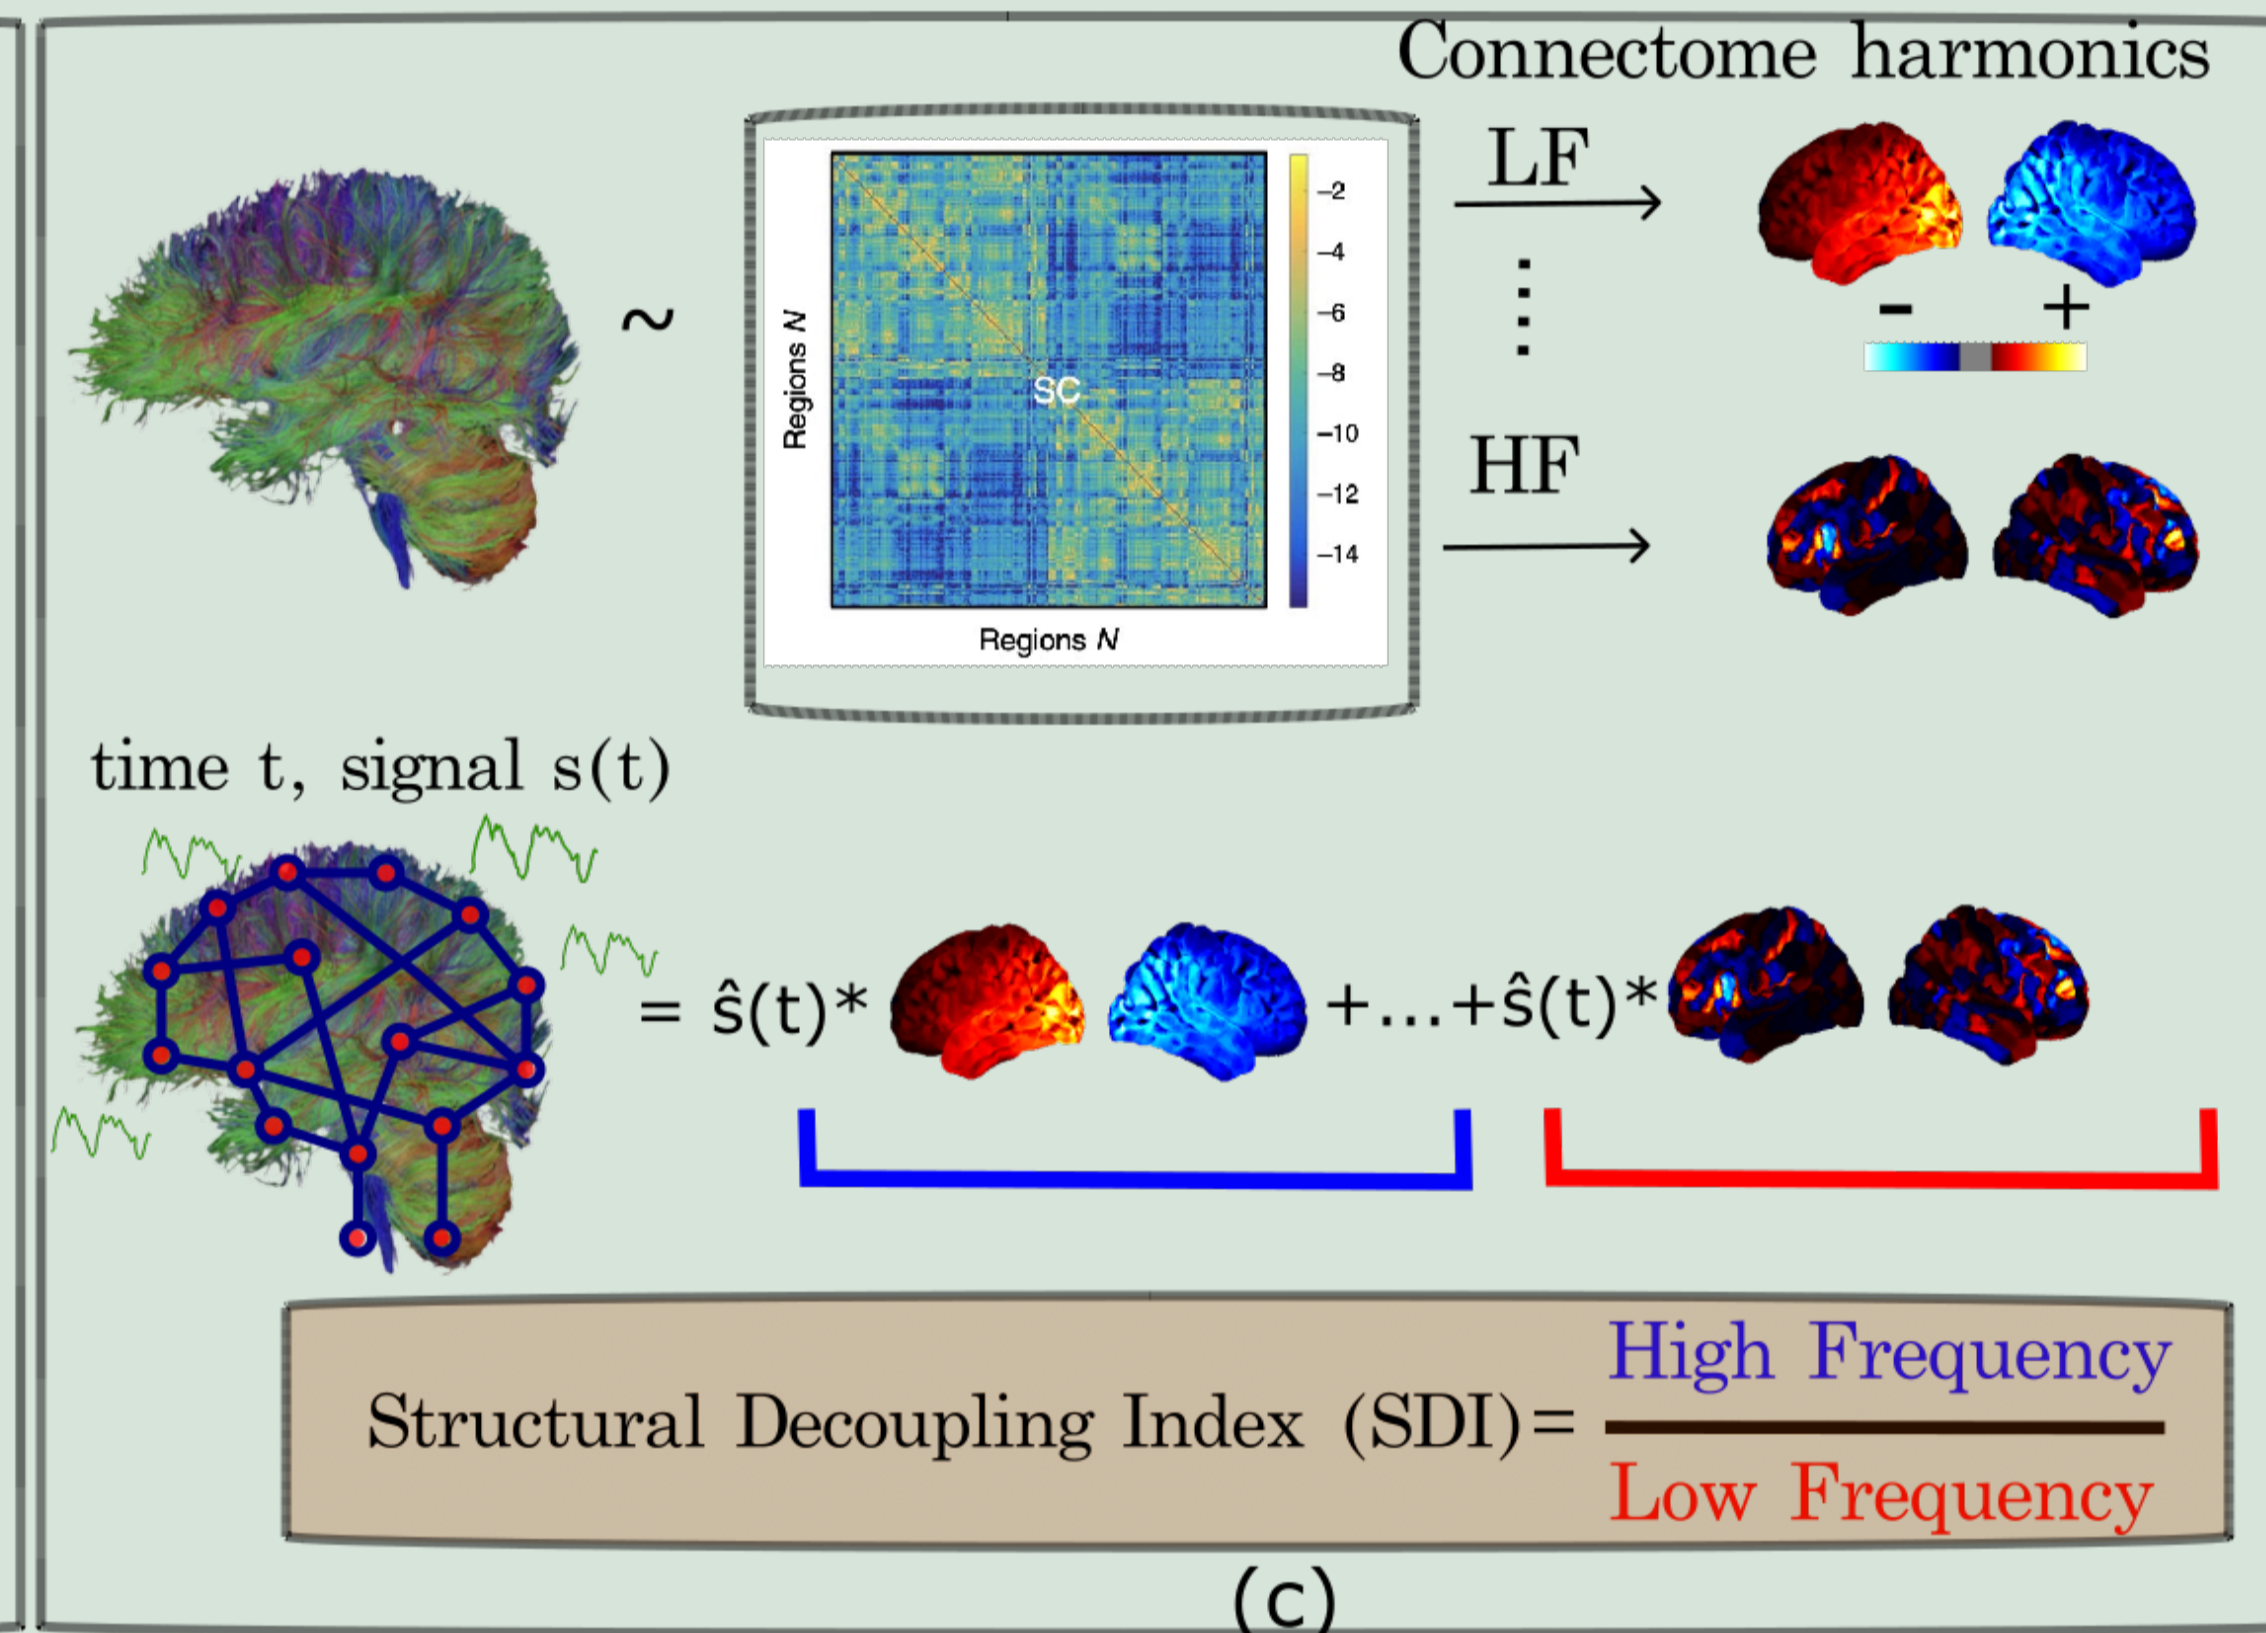 Connectome harmonics
LF
HF
- +
~
Regions N
SC
-2
-4
-6
-8
-10
-12
-14
Regions N
time t, signal s(t)
= ŝ(t)* +...+ŝ(t)*
Structural Decoupling Index (SDI)=
High Frequency
Low Frequency
(c)